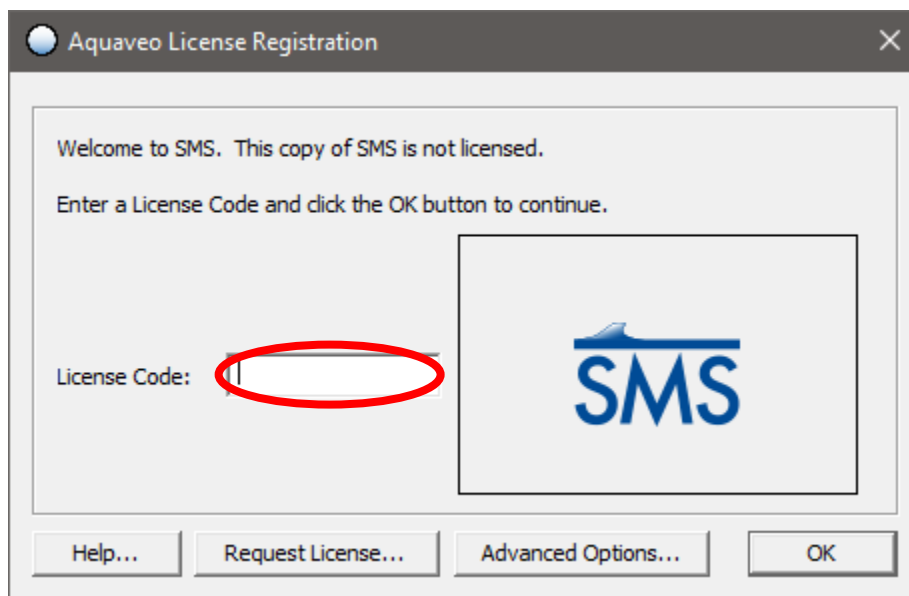 Aquaveo License Registration
Welcome to SMS.  This copy of SMS is not licensed.
Enter a License Code and click the OK button to continue.
License Code:
SMS
Help...
Request License...
Advanced Options...
OK